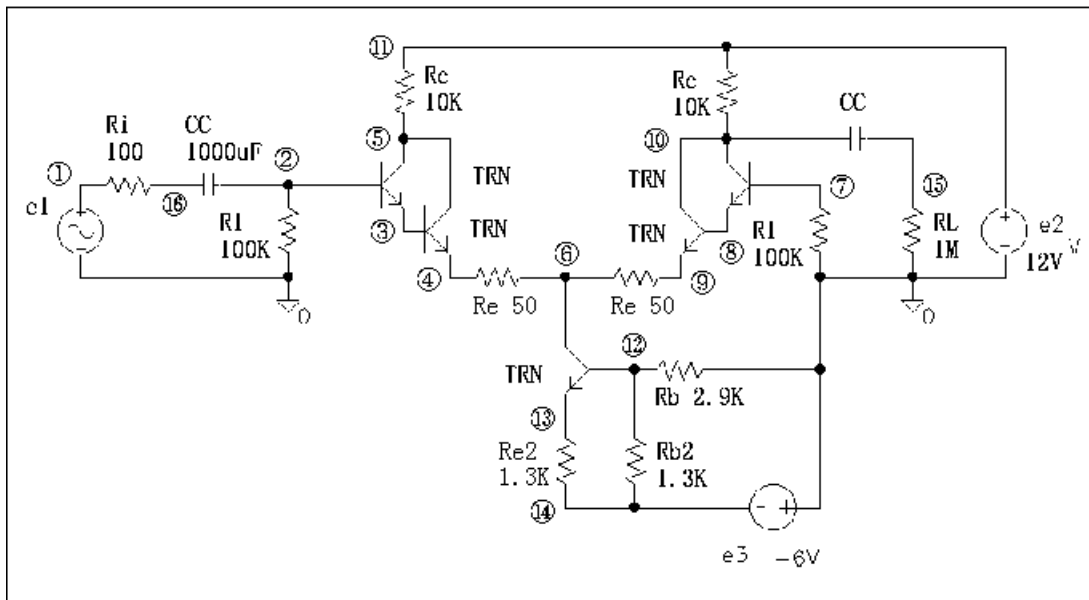 ⑪
Rc
10K
Rc
10K
CC
Ri
100
CC
1000uF
①
②
⑤
⑩
TRN
TRN
⑦
⑮
e1
⑯
R1
100K
③
TRN
TRN
⑧
R1
100K
RL
1M
e2
12V
V
④
⑥
⑨
Re 50
Re 50
0
0
TRN
⑫
Rb 2.9K
⑬
Re2
1.3K
Rb2
1.3K
⑭
-
+
e3
-6V